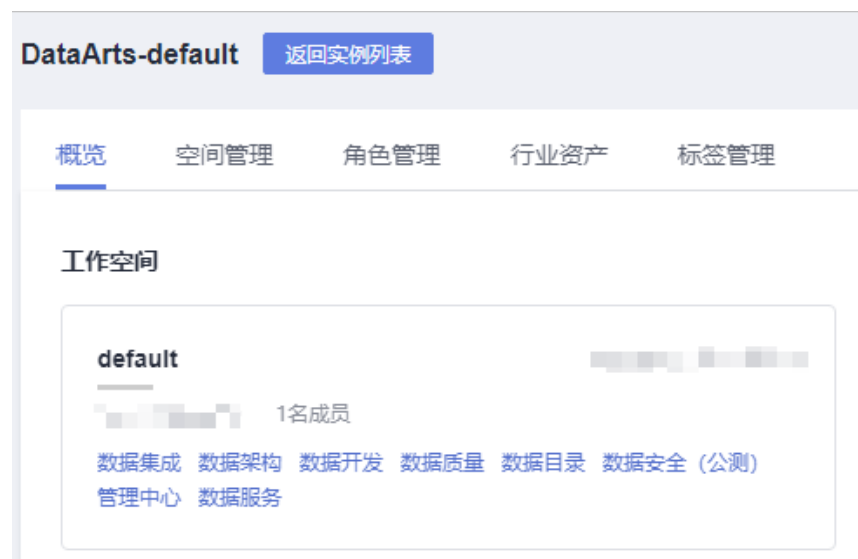 DataArts-default 返回实例列表
概览 空间管理 角色管理 行业资产 标签管理
工作空间
default
1名成员
数据集成 数据架构 数据开发 数据质量 数据目录 数据安全 (公测)
管理中心 数据服务